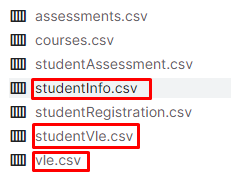 assessments.csv
courses.csv
studentAssessment.csv
studentInfo.csv
studentRegistration.csv
studentVle.csv
vle.csv